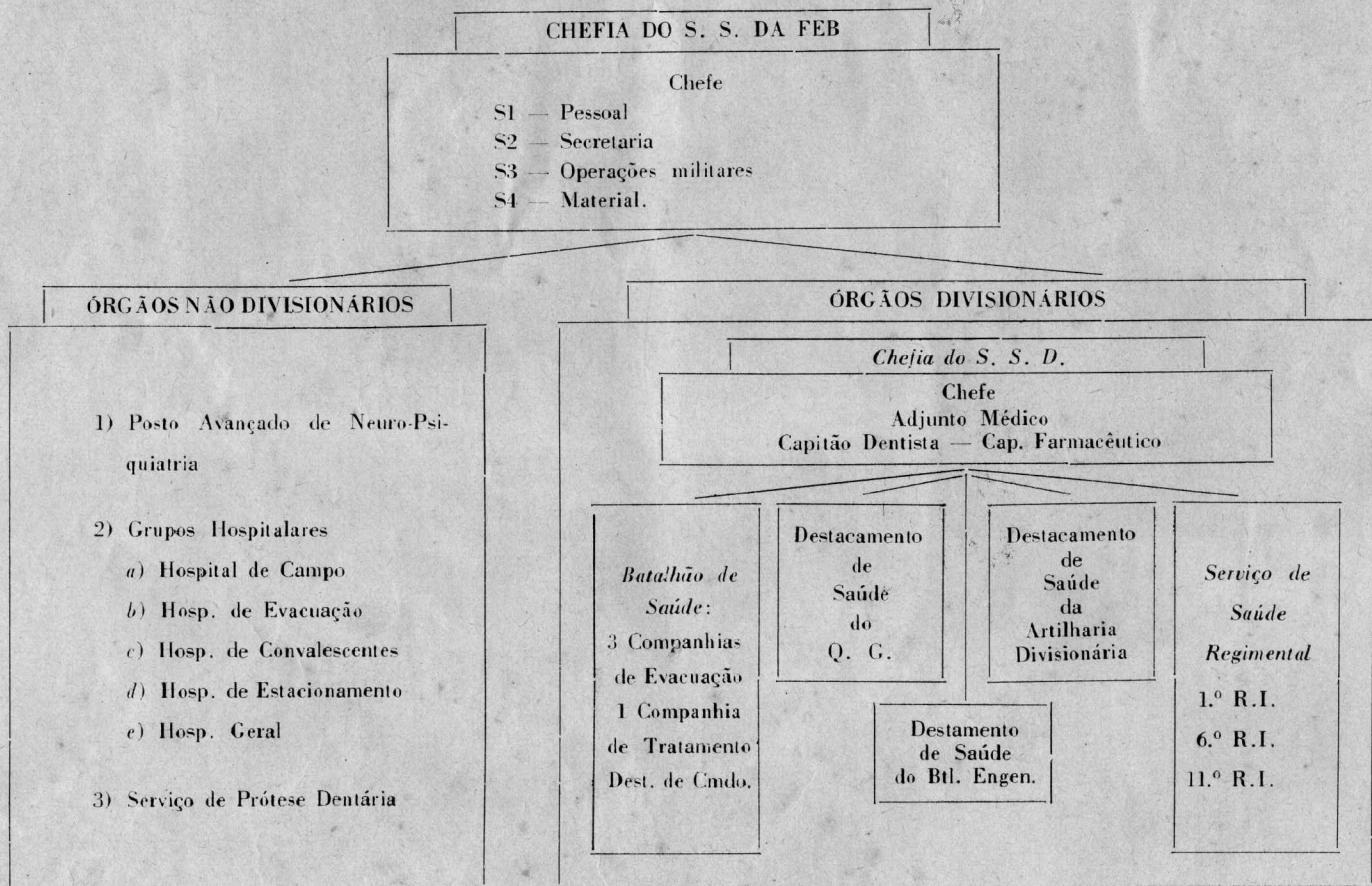 CHEFIA DO S. S. DA FEB
Chefe
S1 — Pessoal
S2 — Secretaria
S3 — Operações militares
S4 — Material.
ÓRGÃOS NÃO DIVISIONÁRIOS
1) Posto Avançado de Neuro-Psi-
quiatria
2) Grupos Hospitalares
a) Hospital de Campo
b) Hosp. de Evacuação
c) Hosp. de Convalescentes
d) Hosp. de Estacionamento
e) Hosp. Geral
3) Serviço de Prótese Dentária
ÓRGÃOS DIVISIONÁRIOS
Chefia do S. S. D.
Chefe
Adjunto Médico
Capitão Dentista — Cap. Farmacêutico
Batalhão de
Saúde:
3 Companhias
de Evacuação
1 Companhia
de Tratamento
Dest. de Cmdo.
Destacamento
de
Saúde
do
Q. G.
Destamento
de Saúde
do Btl. Engen.
Destacamento
de
Saúde
da
Artilharia
Divisionária
Serviço de
Saúde
Regimental
1.º R.I.
6.º R.I.
11.º R.I.